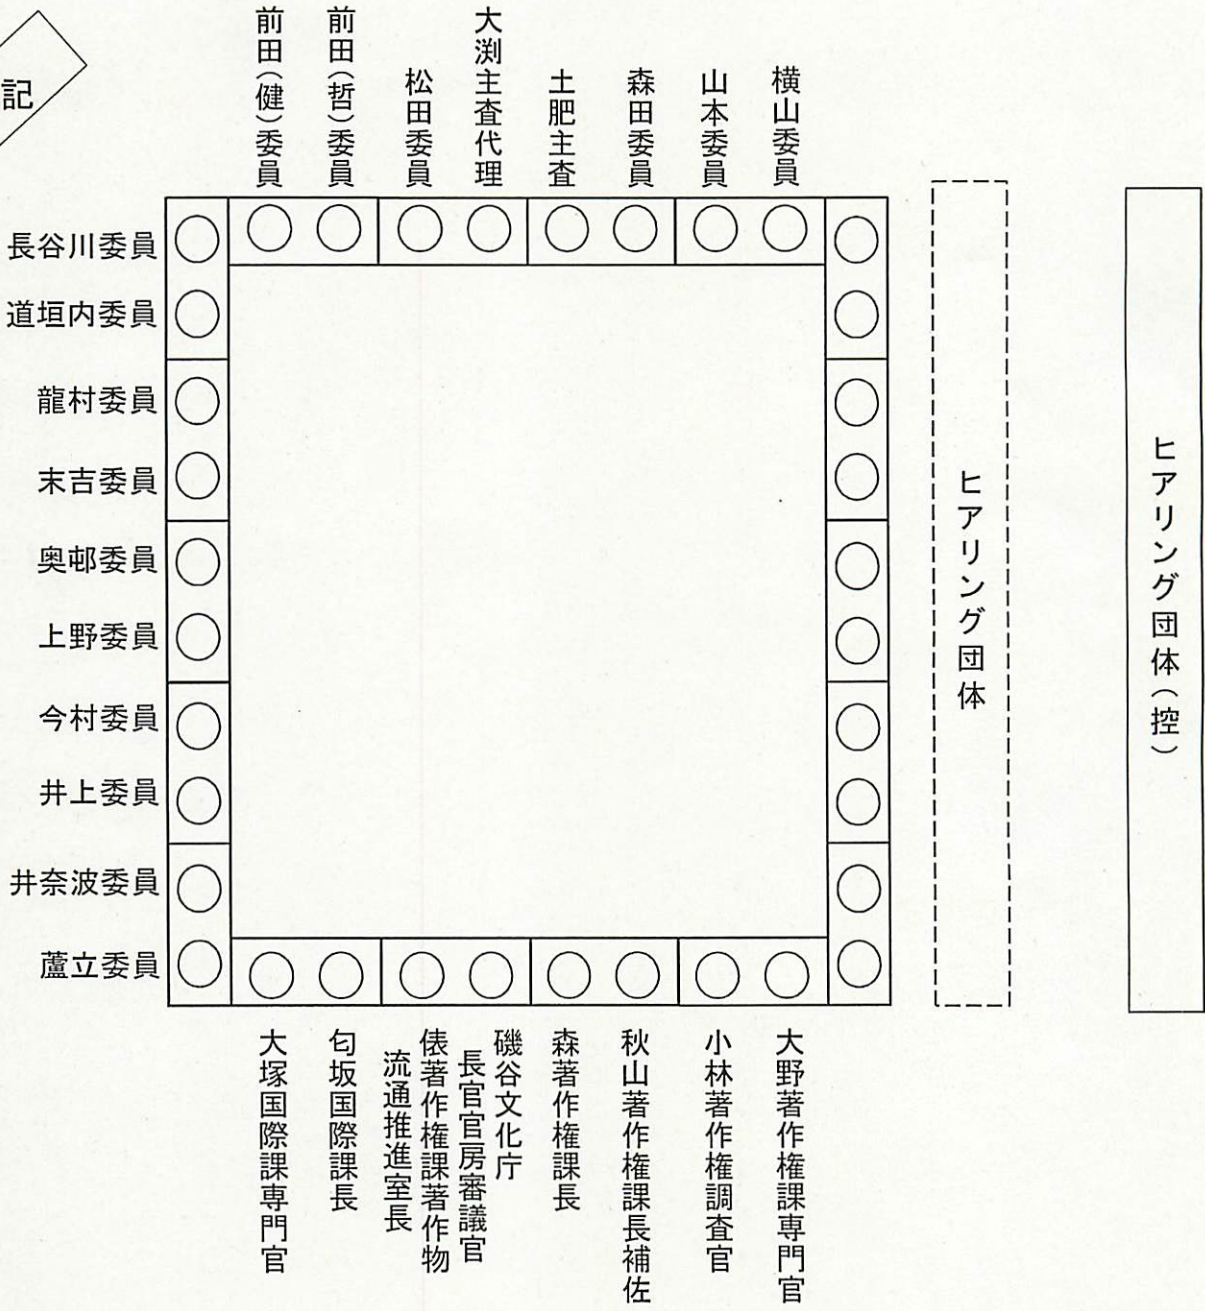 記
前田（健）委員
前田（哲）委員
松田委員
大渕主査代理
土肥主査
森田委員
山本委員
横山委員
長谷川委員
道垣内委員
龍村委員
末吉委員
奥邨委員
上野委員
今村委員
井上委員
井奈波委員
蘆立委員
ヒアリング団体
ヒアリング団体（控）
大塚国際課専門官
匂坂国際課長
俵著作権課著作物
流通推進室長
磯谷文化庁
長官官房審議官
森著作権課長
秋山著作権課長補佐
小林著作権調査官
大野著作権課専門官